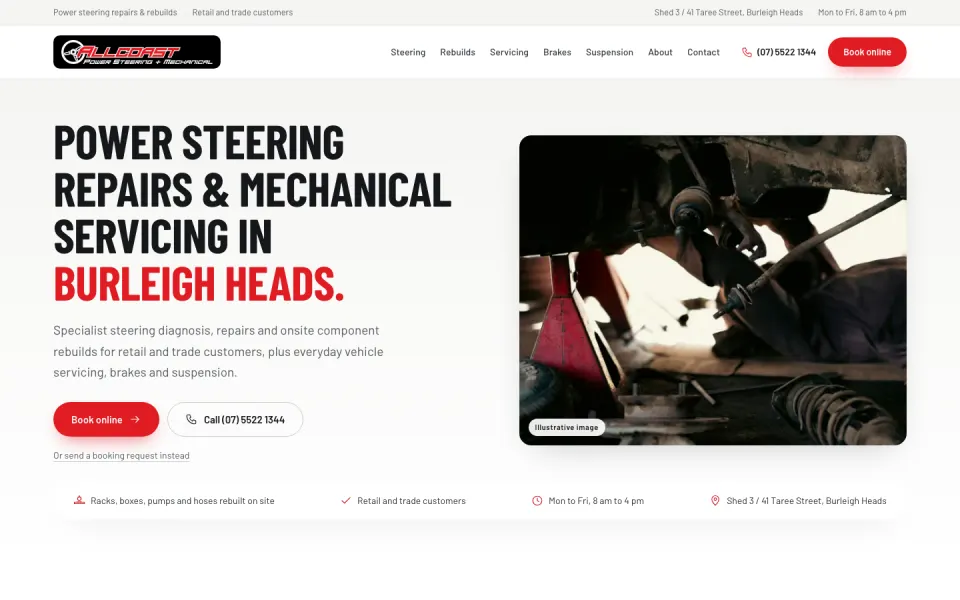 Power steering repairs & rebuilds
Retail and trade customers
Shed 3 / 41 Taree Street, Burleigh Heads
Mon to Fri, 8 am to 4 pm
ALLCOAST
POWER STEERING + MECHANICAL
Steering
Rebuilds
Servicing
Brakes
Suspension
About
Contact
(07) 5522 1344
Book online
POWER STEERING
REPAIRS & MECHANICAL
SERVICING IN
BURLEIGH HEADS.
Specialist steering diagnosis, repairs and onsite component
rebuilds for retail and trade customers, plus everyday vehicle
servicing, brakes and suspension.
Book online
Call (07) 5522 1344
Or send a booking request instead
Illustrative image
Racks, boxes, pumps and hoses rebuilt on site
Retail and trade customers
Mon to Fri, 8 am to 4 pm
Shed 3 / 41 Taree Street, Burleigh Heads